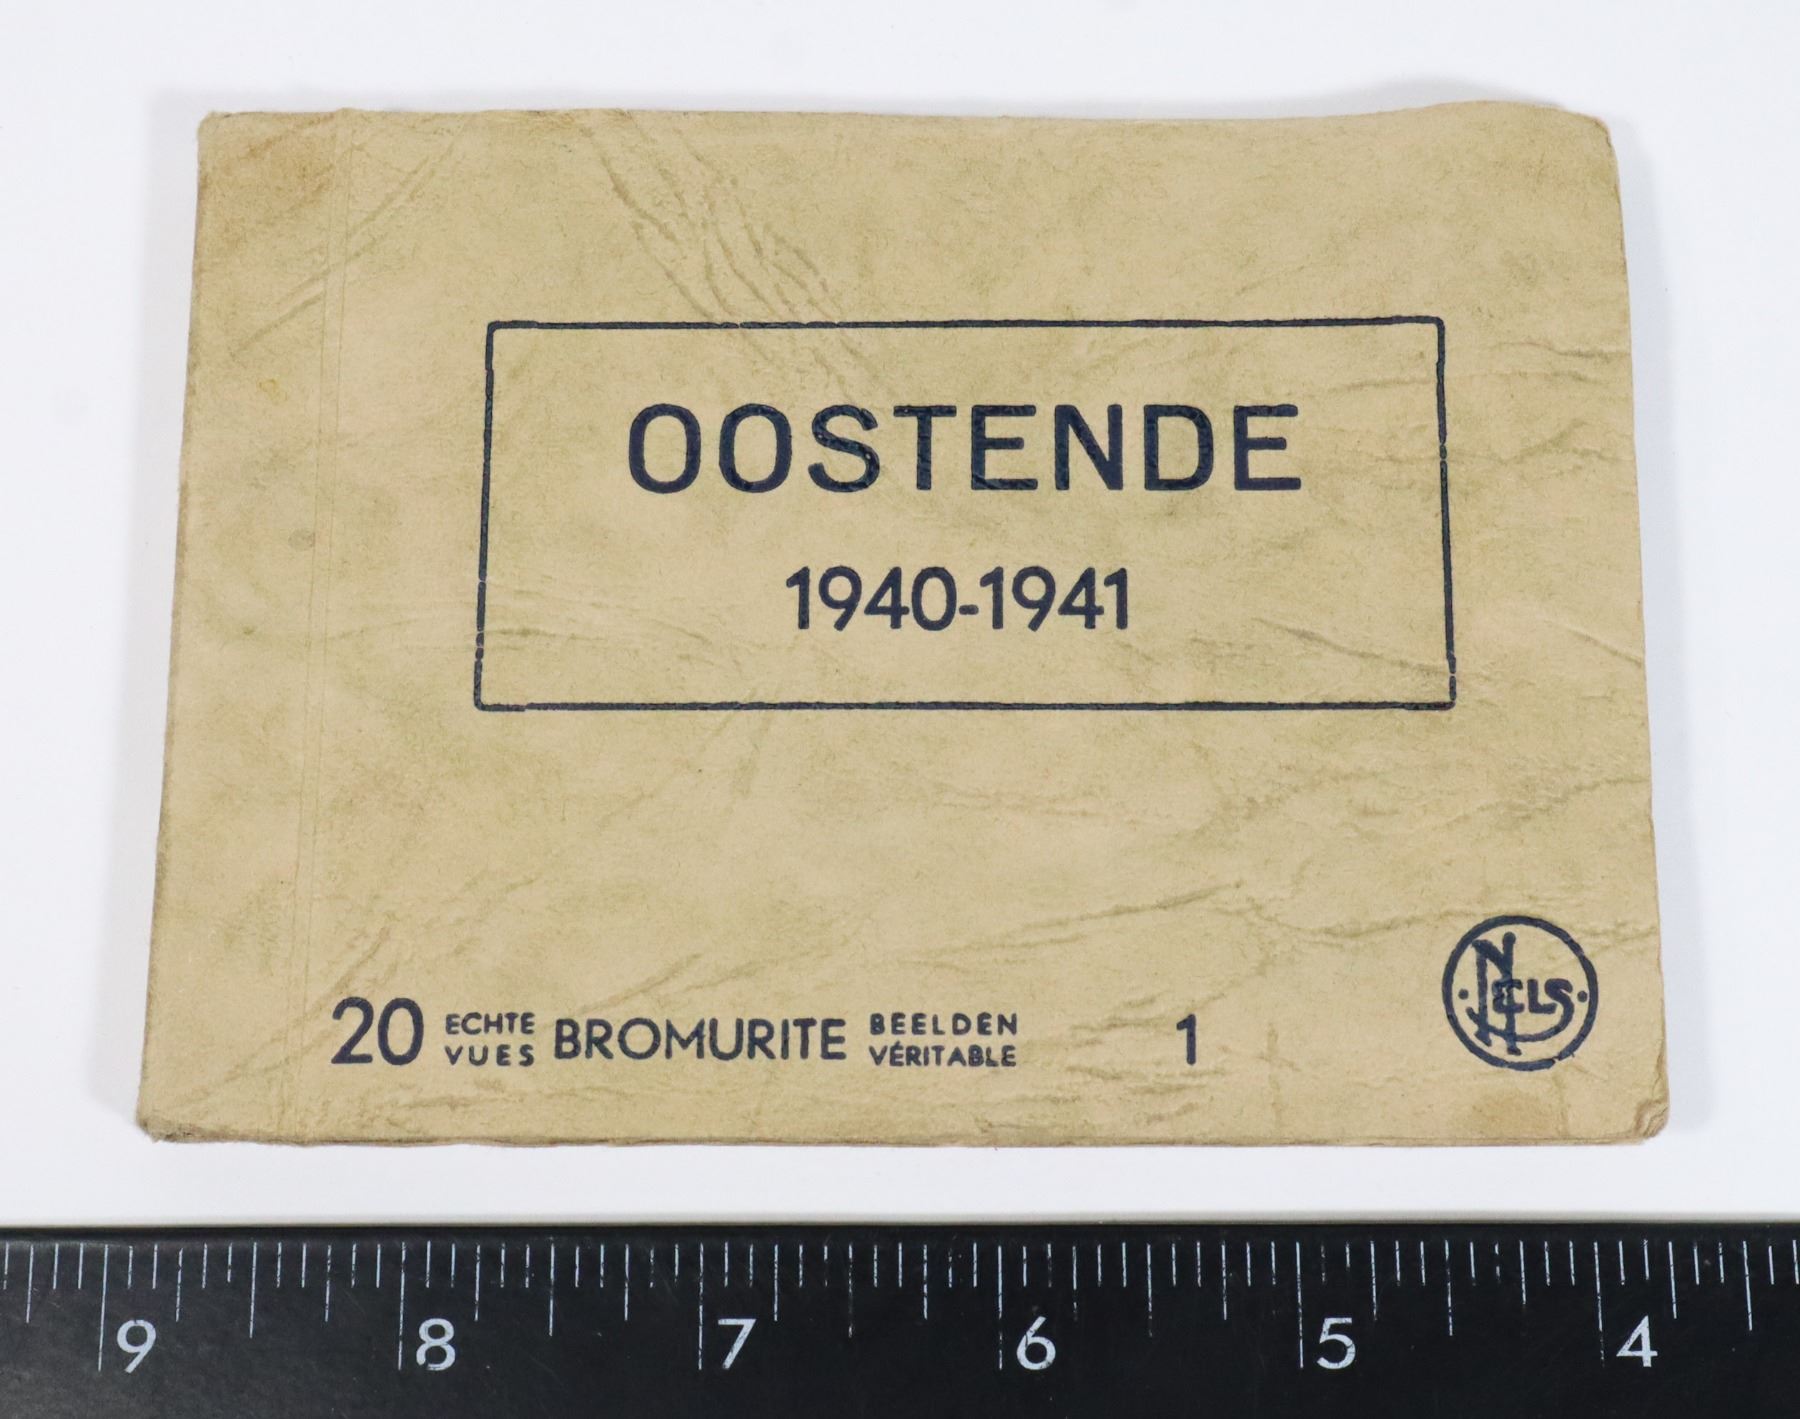 OOSTENDE
1940-1941
20 ECHTE VUES BROMURITE BEELDEN VÉRITABLE 1
NELS
9 8 7 6 5 4